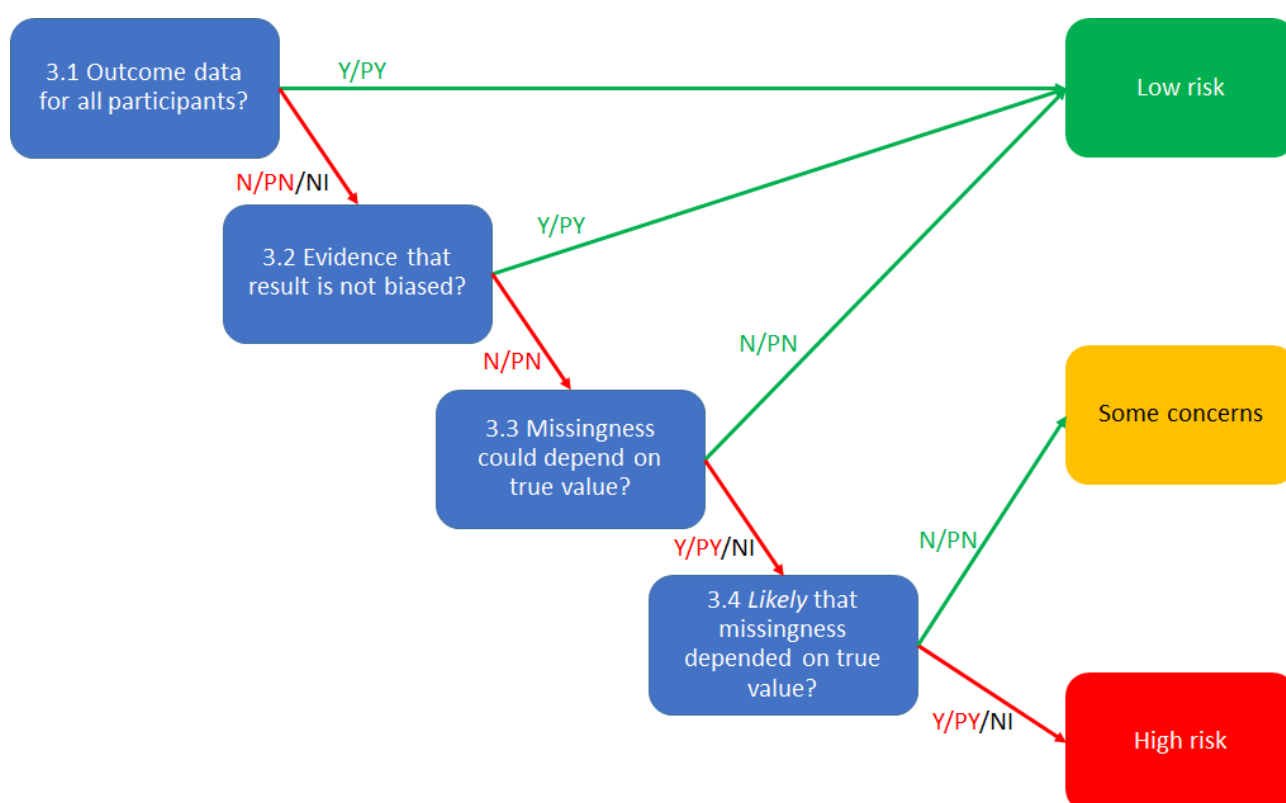 3.1 Outcome data
for all participants?
Y/PY
Low risk
N/PN/NI
3.2 Evidence that
result is not biased?
Y/PY
N/PN
3.3 Missingness
could depend on
true value?
N/PN
Some concerns
Y/PY/NI
3.4 Likely that
missingness
depended on true
value?
N/PN
Y/PY/NI
High risk